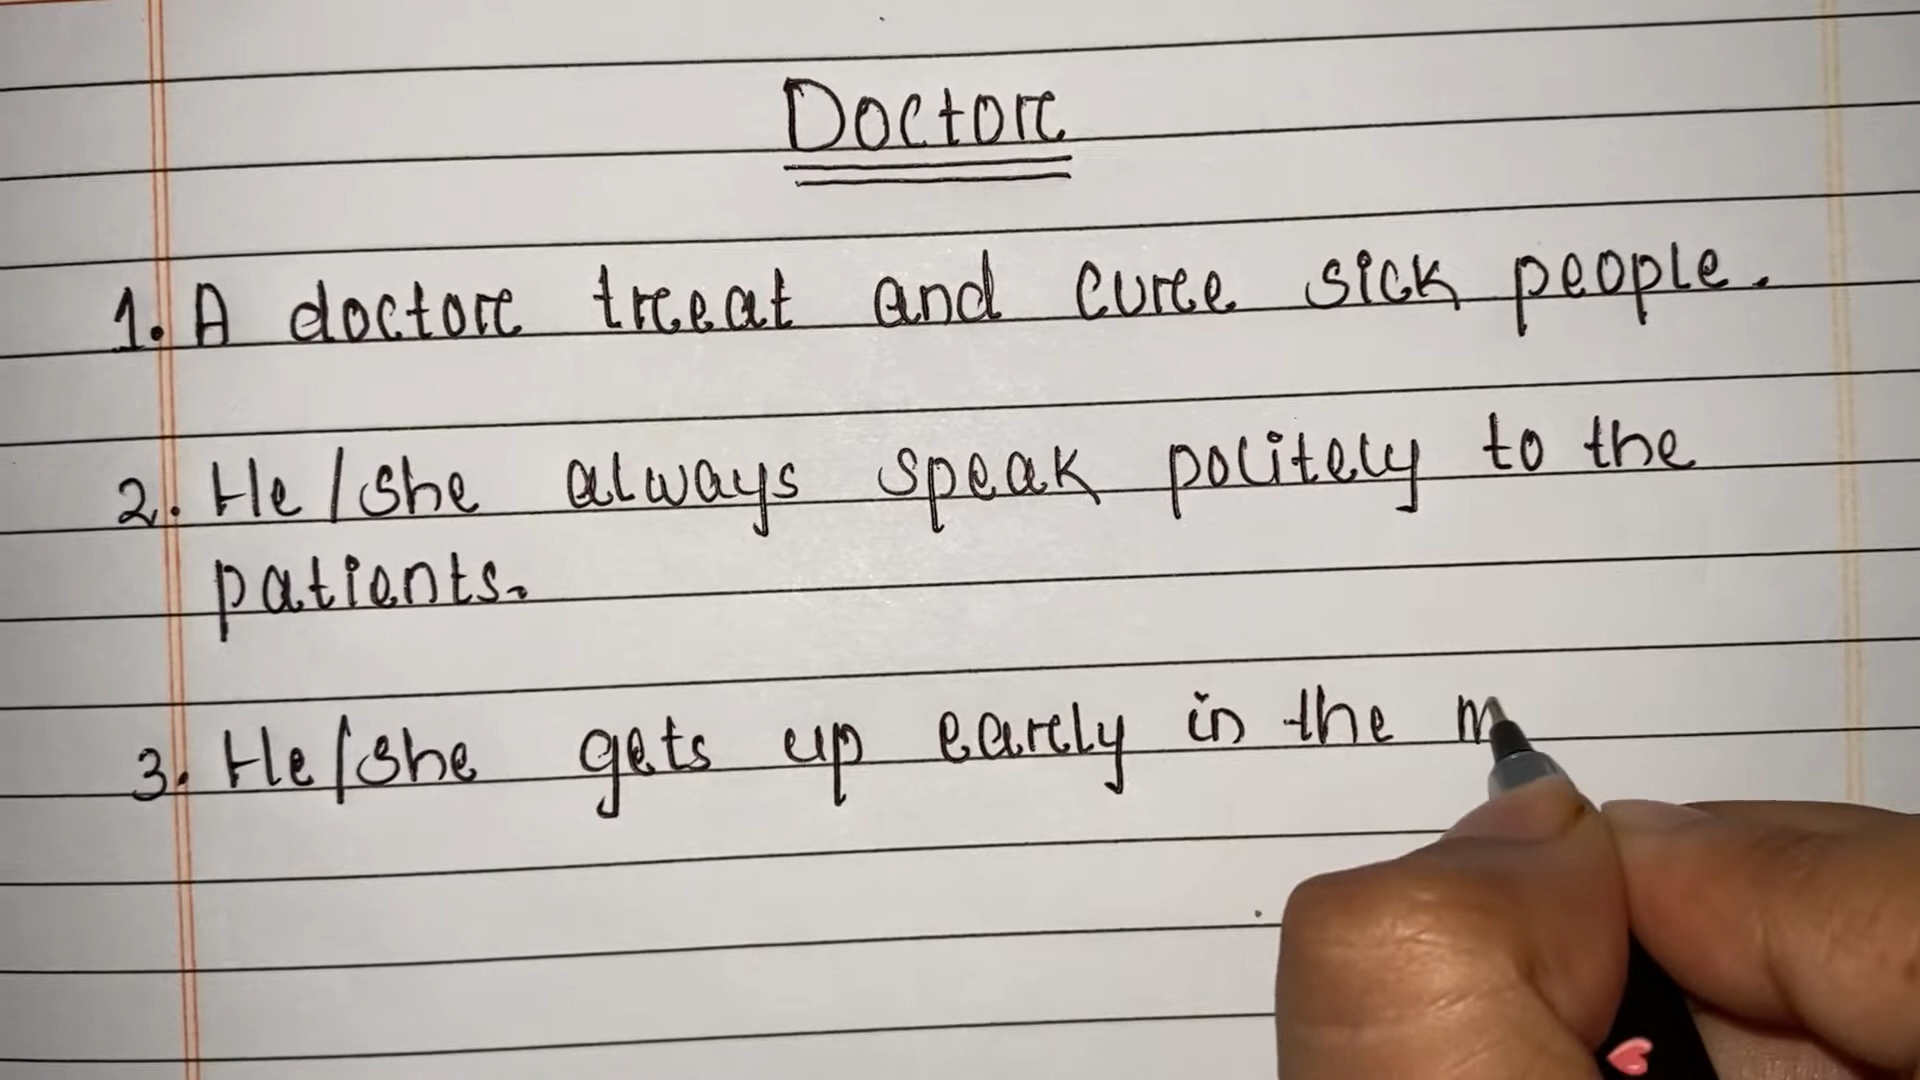 Doctor
1. A doctor treat and cure sick people.
2. He/she always speak politely to the
patients.
3. He/she gets up early in the m